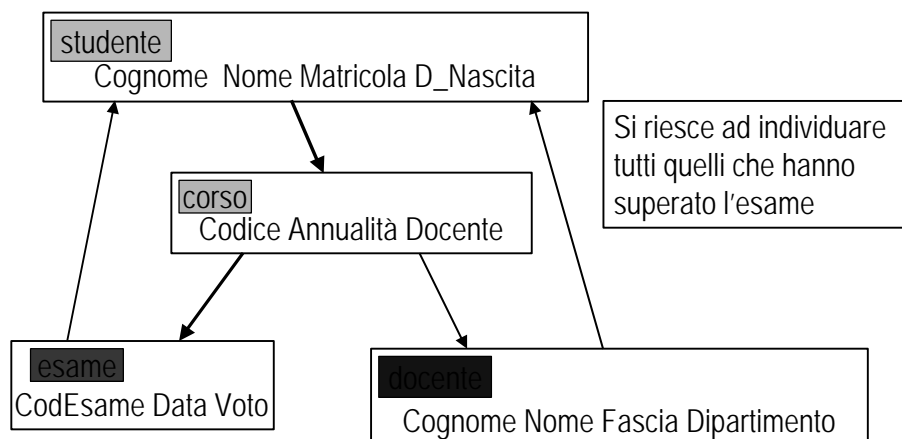 studente
Cognome Nome Matricola D_Nascita
Si riesce ad individuare
tutti quelli che hanno
superato l'esame
corso
Codice Annualità Docente
esame
CodEsame Data Voto
docente
Cognome Nome Fascia Dipartimento